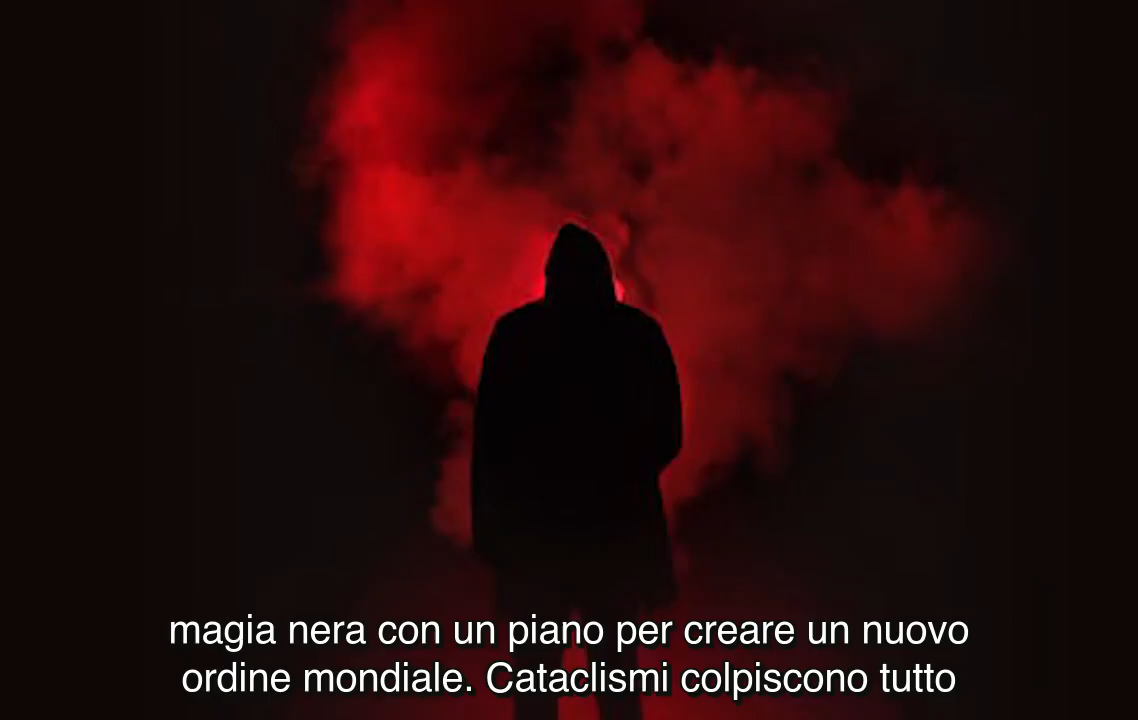 magia nera con un piano per creare un nuovo
ordine mondiale. Cataclismi colpiscono tutto